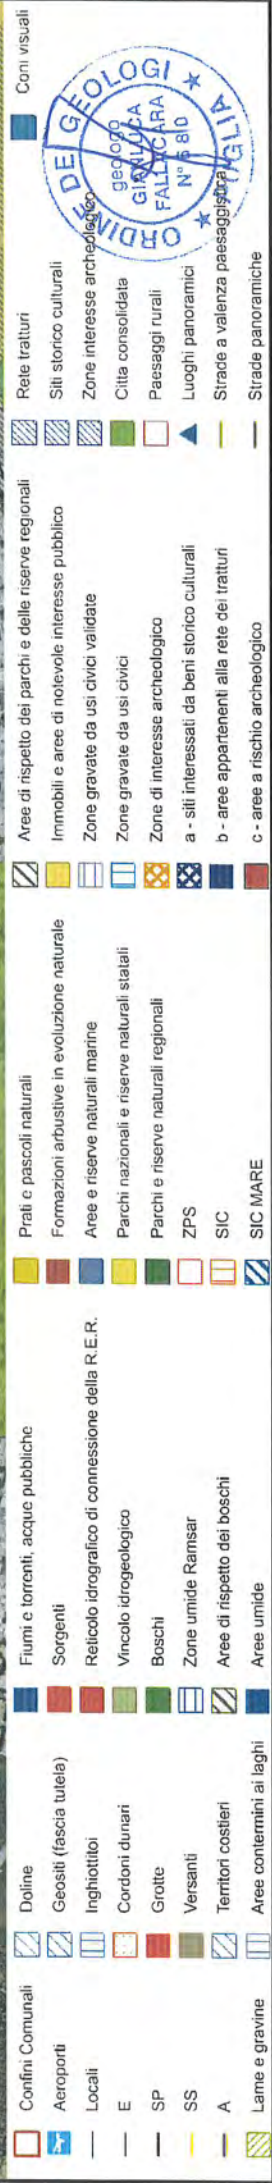 Confini Comunali
Aeroporti
Locali
E
SP
SS
A
Lame e gravine
Doline
Geositi (fascia tutela)
Inghiottitoi
Cordoni dunari
Grotte
Versanti
Territori costieri
Aree contermini ai laghi
Fiumi e torrenti, acque pubbliche
Sorgenti
Reticolo idrografico di connessione della R.E.R.
Vincolo idrogeologico
Boschi
Zone umide Ramsar
Aree di rispetto dei boschi
Aree umide
Prati e pascoli naturali
Formazioni arbustive in evoluzione naturale
Aree e riserve naturali marine
Parchi nazionali e riserve naturali statali
Parchi e riserve naturali regionali
ZPS
SIC
SIC MARE
Aree di rispetto dei parchi e delle riserve regionali
Immobili e aree di notevole interesse pubblico
Zone gravate da usi civici validate
Zone gravate da usi civici
Zone di interesse archeologico
a - siti interessati da beni storico culturali
b - aree appartenenti alla rete dei tratturi
c - aree a rischio archeologico
Rete tratturi
Siti storico culturali
Zone interesse archeologico
Citta consolidata
Paesaggi rurali
Luoghi panoramici
Strade a valenza paesaggistica
Strade panoramiche
Coni visuali
ORDINE DEI GEOLOGI
PUGLIA
geologo
GIANLUCA
FALLACARA
N° 680